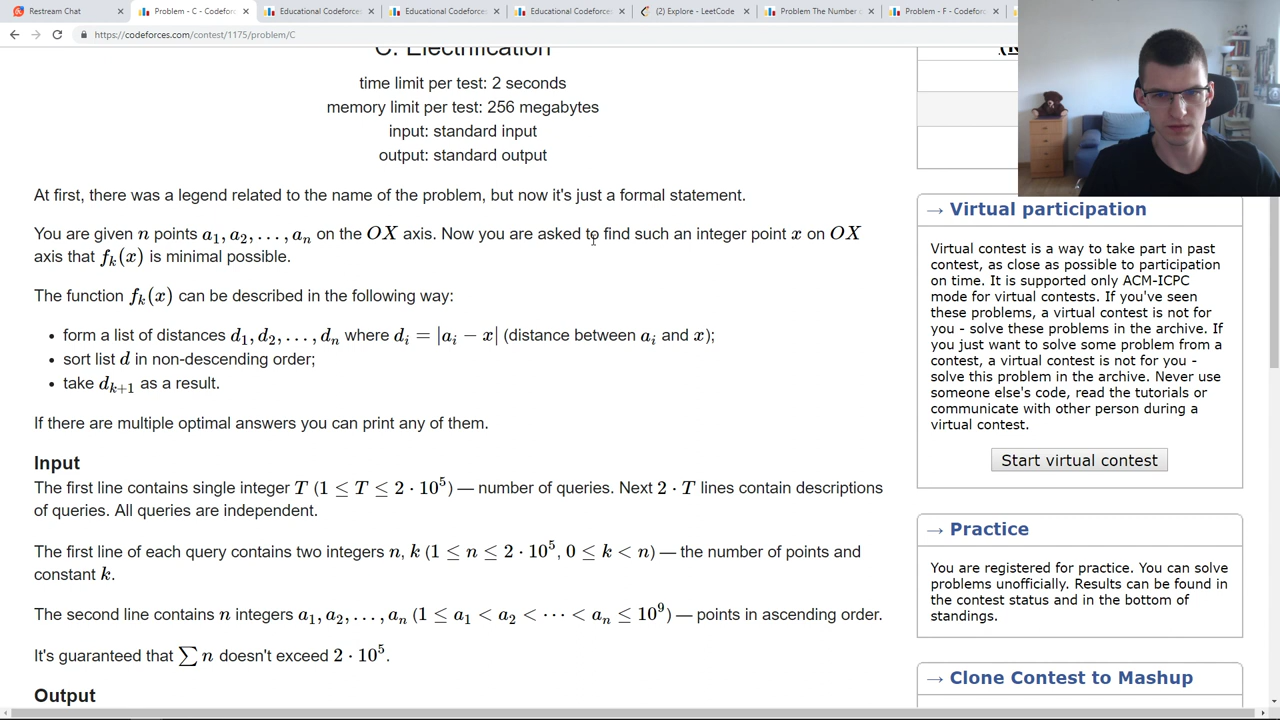 Restream Chat
Problem - C - Codeforc
Educational Codeforces
Educational Codeforces
Educational Codeforces
(2) Explore - LeetCode
Problem The Number o
Problem - F - Codeforc
https://codeforces.com/contest/1175/problem/C
C. Electrification
time limit per test: 2 seconds
memory limit per test: 256 megabytes
input: standard input
output: standard output
At first, there was a legend related to the name of the problem, but now it's just a formal statement.
You are given n points a₁, a₂, . . . , aₙ on the OX axis. Now you are asked to find such an integer point x on OX
axis that fₖ(x) is minimal possible.
The function fₖ(x) can be described in the following way:
• form a list of distances d₁, d₂, . . . , dₙ where dᵢ = |aᵢ − x| (distance between aᵢ and x);
• sort list d in non-descending order;
• take dₖ₊₁ as a result.
If there are multiple optimal answers you can print any of them.
Input
The first line contains single integer T (1 ≤ T ≤ 2 · 10⁵) — number of queries. Next 2 · T lines contain descriptions
of queries. All queries are independent.
The first line of each query contains two integers n, k (1 ≤ n ≤ 2 · 10⁵, 0 ≤ k < n) — the number of points and
constant k.
The second line contains n integers a₁, a₂, . . . , aₙ (1 ≤ a₁ < a₂ < · · · < aₙ ≤ 10⁹) — points in ascending order.
It's guaranteed that ∑ n doesn't exceed 2 · 10⁵.
Output
→ Virtual participation
Virtual contest is a way to take part in past
contest, as close as possible to participation
on time. It is supported only ACM-ICPC
mode for virtual contests. If you've seen
these problems, a virtual contest is not for
you - solve these problems in the archive. If
you just want to solve some problem from a
contest, a virtual contest is not for you -
solve this problem in the archive. Never use
someone else's code, read the tutorials or
communicate with other person during a
virtual contest.
Start virtual contest
→ Practice
You are registered for practice. You can solve
problems unofficially. Results can be found in
the contest status and in the bottom of
standings.
→ Clone Contest to Mashup